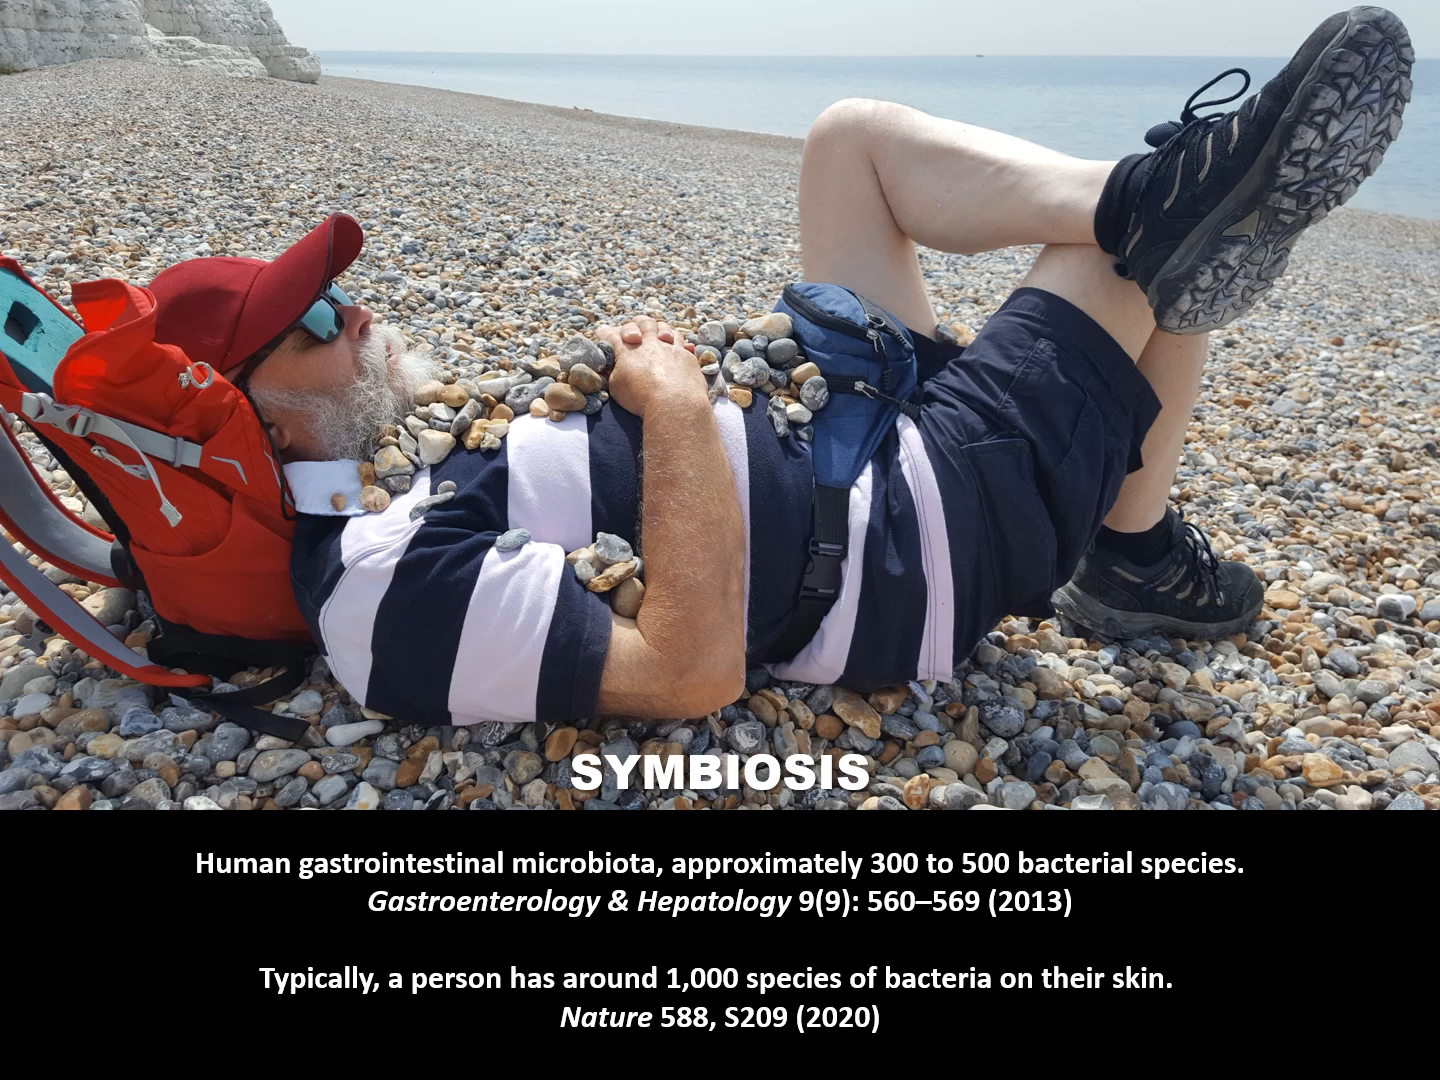 SYMBIOSIS
Human gastrointestinal microbiota, approximately 300 to 500 bacterial species.
Gastroenterology & Hepatology 9(9): 560–569 (2013)
Typically, a person has around 1,000 species of bacteria on their skin.
Nature 588, S209 (2020)